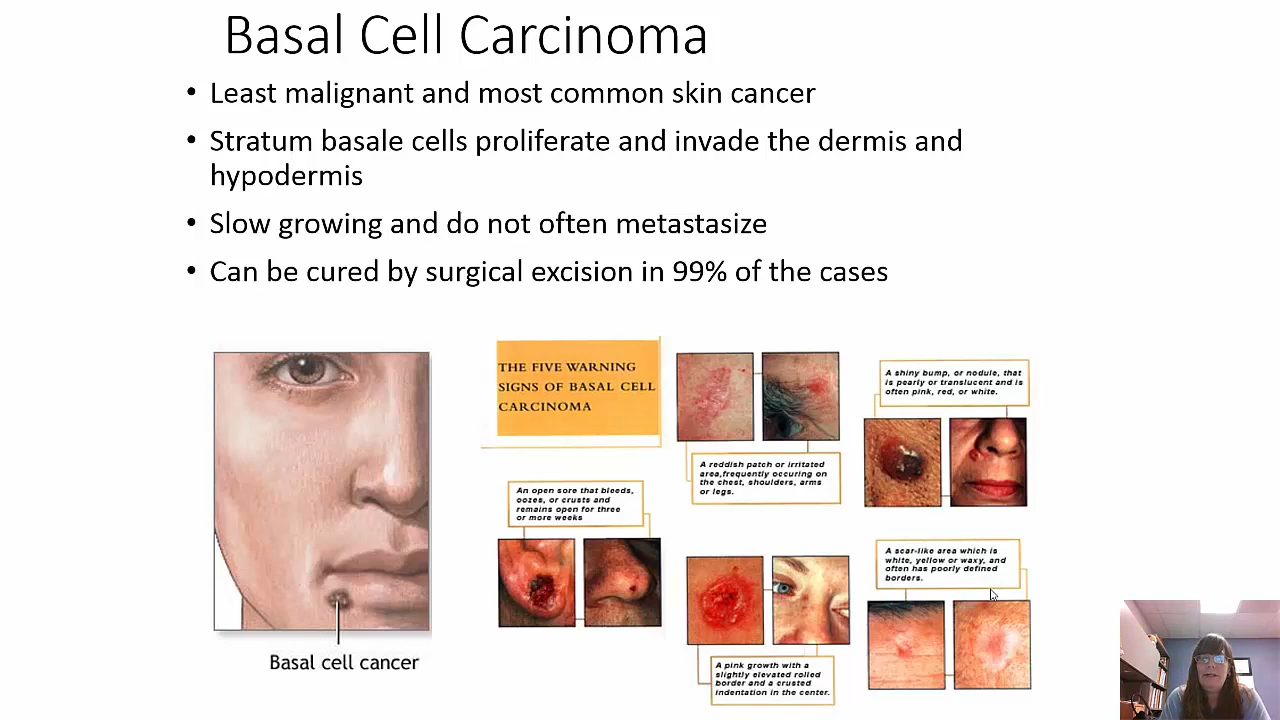 Basal Cell Carcinoma
• Least malignant and most common skin cancer
• Stratum basale cells proliferate and invade the dermis and
hypodermis
• Slow growing and do not often metastasize
• Can be cured by surgical excision in 99% of the cases
Basal cell cancer
THE FIVE WARNING
SIGNS OF BASAL CELL
CARCINOMA
An open sore that bleeds,
oozes, or crusts and
remains open for three
or more weeks
A reddish patch or irritated
area,frequently occuring on
the chest, shoulders, arms
or legs.
A shiny bump, or nodule, that
is pearly or translucent and is
often pink, red, or white.
A pink growth with a
slightly elevated rolled
border and a crusted
indentation in the center.
A scar-like area which is
white, yellow or waxy, and
often has poorly defined
borders.